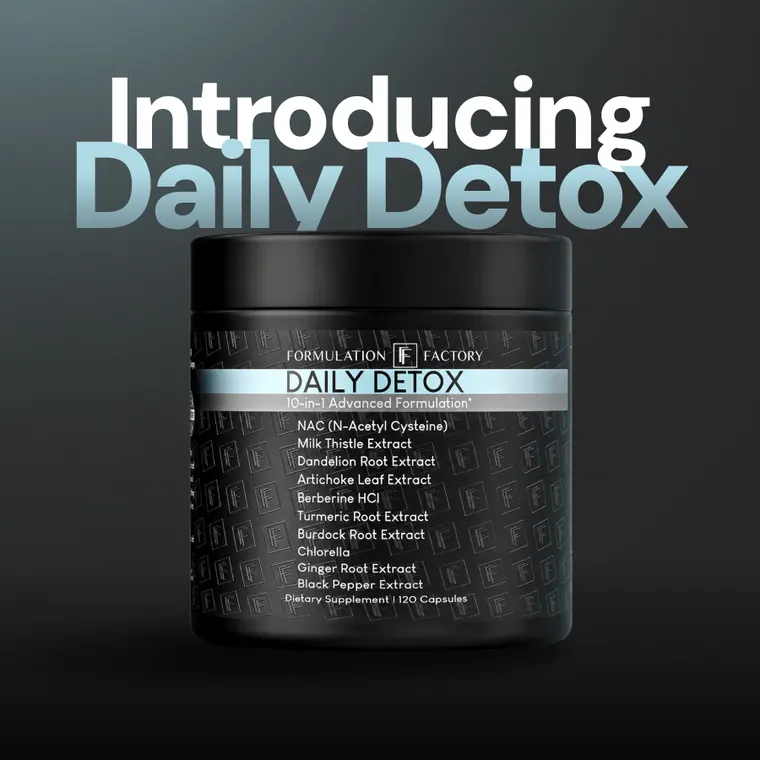 Introducing
Daily Detox
FORMULATION FF FACTORY
DAILY DETOX
10-in-1 Advanced Formulation*
NAC (N-Acetyl Cysteine)
Milk Thistle Extract
Dandelion Root Extract
Artichoke Leaf Extract
Berberine HCl
Turmeric Root Extract
Burdock Root Extract
Chlorella
Ginger Root Extract
Black Pepper Extract
Dietary Supplement | 120 Capsules